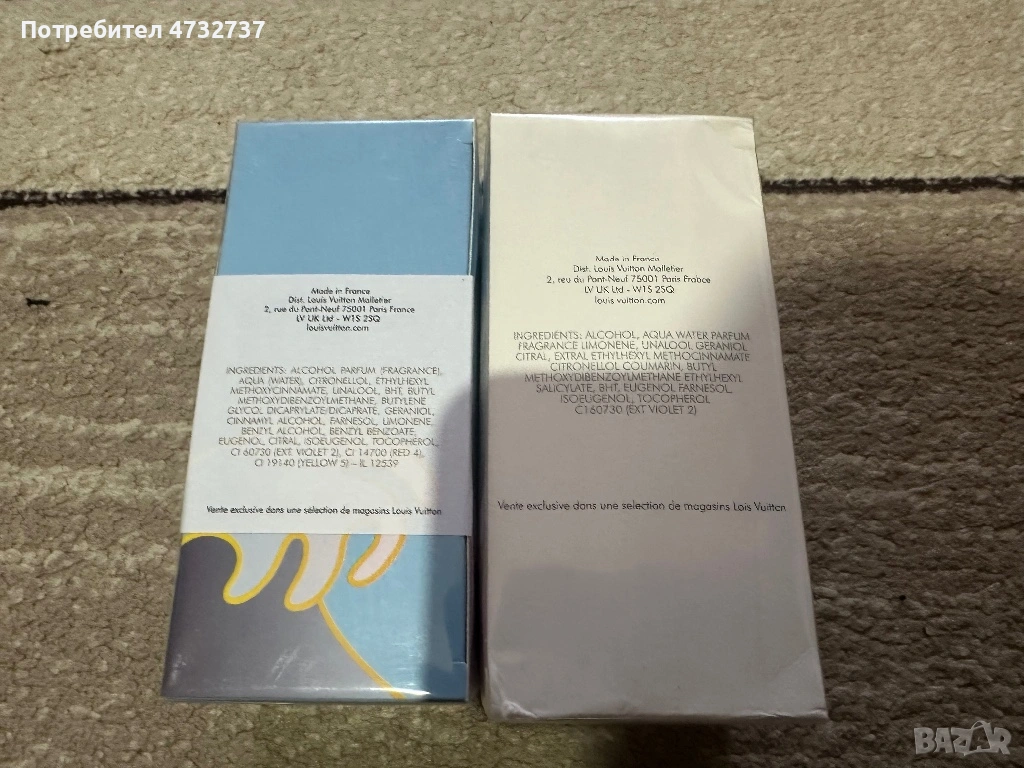 Потребител 4732737
Made in France
Dist. Louis Vuitton Malletier
2, rue du Pont-Neuf 75001 Paris France
LV UK Ltd - W1S 2SQ
louisvuitton.com
INGREDIENTS: ALCOHOL PARFUM (FRAGRANCE),
AQUA (WATER), CITRONELLOL, ETHYLHEXYL
METHOXYCINNAMATE, LINALOOL, BHT, BUTYL
METHOXYDIBENZOYLMETHANE, BUTYLENE
GLYCOL DICAPRYLATE/DICAPRATE, GERANIOL,
CINNAMYL ALCOHOL, FARNESOL, LIMONENE,
BENZYL ALCOHOL, BENZYL BENZOATE,
EUGENOL, CITRAL, ISOEUGENOL, TOCOPHEROL,
CI 60730 (EXT. VIOLET 2), CI 14700 (RED 4),
CI 19140 (YELLOW 5) – IL 12539
Vente exclusive dans une sélection de magasins Louis Vuitton
Made in France
Dist. Louis Vuitton Malletier
2, reu du Pont-Neuf 75001 Paris Frabce
LV UK Ltd - W1S 2SQ
louis vuitton.com
INGREDIENTS: ALCOHOL, AQUA WATER PARFUM
FRAGRANCE LIMONENE, UNALOOL GERANIOL
CITRAL, EXTRAL ETHYLHEXYL METHOCINNAMATE
CITRONELLOL COUMARIN, BUTYL
METHOXYDIBENZOYLMETHANE ETHYLHEXYL
SALICYLATE, BHT, EUGENOL FARNESOL,
ISOEUGENOL, TOCOPHEROL
C160730 (EXT VIOLET 2)
Vente exclusive dans une sélection de magasins Lois Vuitton
BAZAR